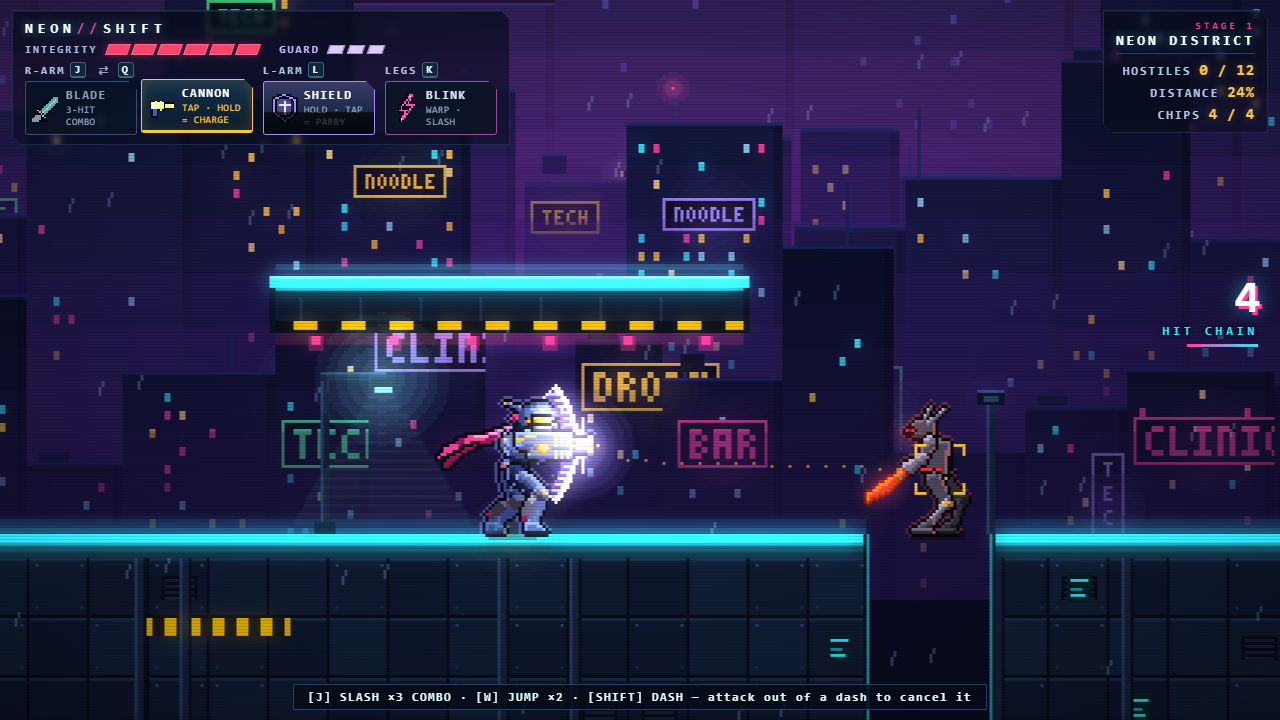 TECH
NEON//SHIFT
INTEGRITY
GUARD
R-ARM J ⇄ Q
L-ARM L
LEGS K
BLADE
3-HIT
COMBO
CANNON
TAP · HOLD
= CHARGE
SHIELD
HOLD · TAP
= PARRY
BLINK
WARP ·
SLASH
STAGE 1
NEON DISTRICT
HOSTILES 0 / 12
DISTANCE 24%
CHIPS 4 / 4
NOODLE
TECH
NOODLE
4
HIT CHAIN
CLIN
DRO
TEC
BAR
CLINIC
TEC
[J] SLASH ×3 COMBO · [W] JUMP ×2 · [SHIFT] DASH — attack out of a dash to cancel it